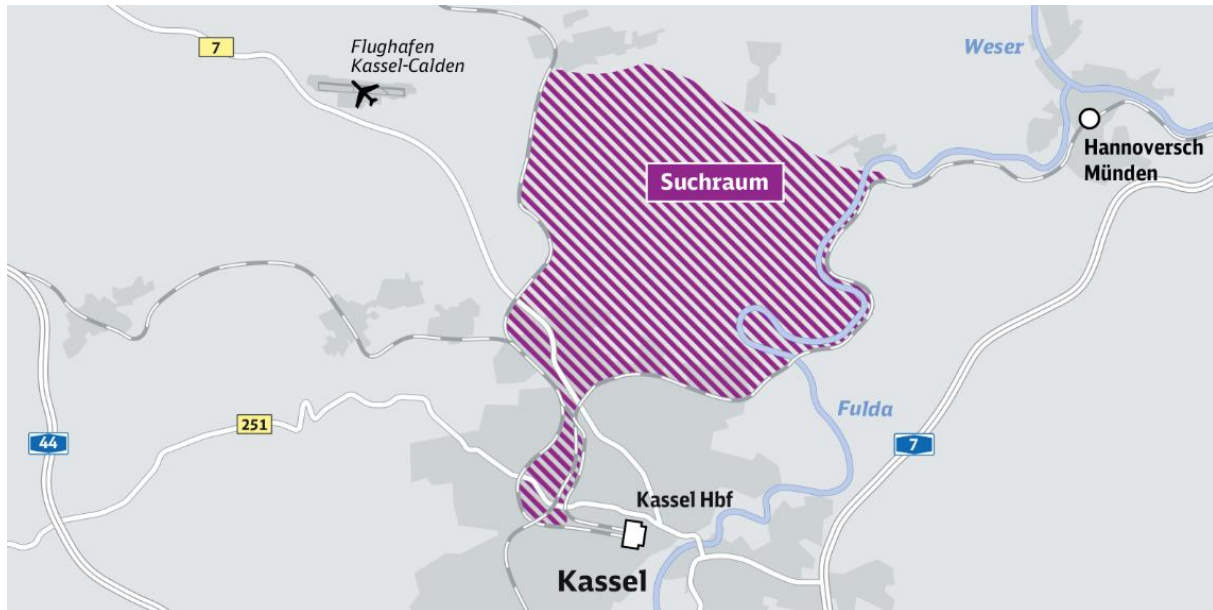 7
Flughafen
Kassel-Calden
Weser
Hannoversch
Münden
Suchraum
Fulda
251
44
7
Kassel Hbf
Kassel